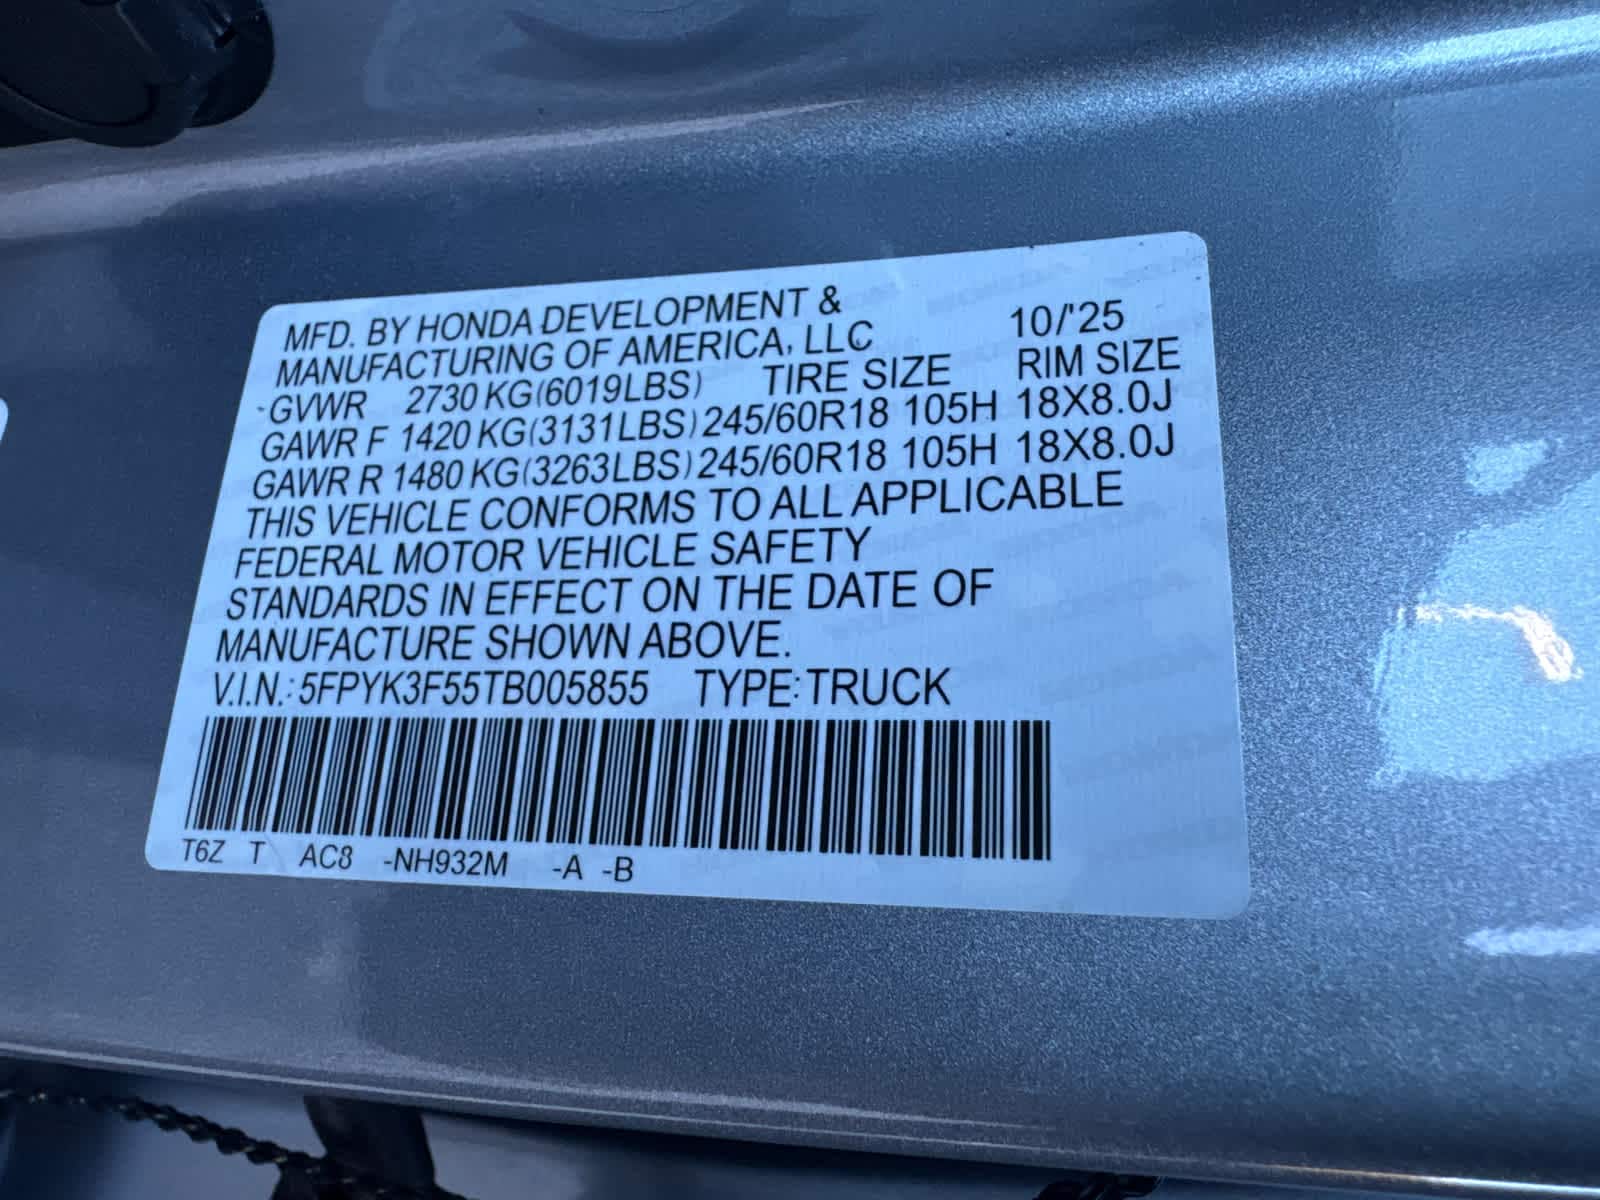 MFD. BY HONDA DEVELOPMENT &
MANUFACTURING OF AMERICA, LLC 10/'25
GVWR 2730 KG(6019LBS) TIRE SIZE RIM SIZE
GAWR F 1420 KG(3131LBS) 245/60R18 105H 18X8.0J
GAWR R 1480 KG(3263LBS) 245/60R18 105H 18X8.0J
THIS VEHICLE CONFORMS TO ALL APPLICABLE
FEDERAL MOTOR VEHICLE SAFETY
STANDARDS IN EFFECT ON THE DATE OF
MANUFACTURE SHOWN ABOVE.
V.I.N.: 5FPYK3F55TB005855 TYPE: TRUCK
T6Z T AC8 -NH932M -A -B